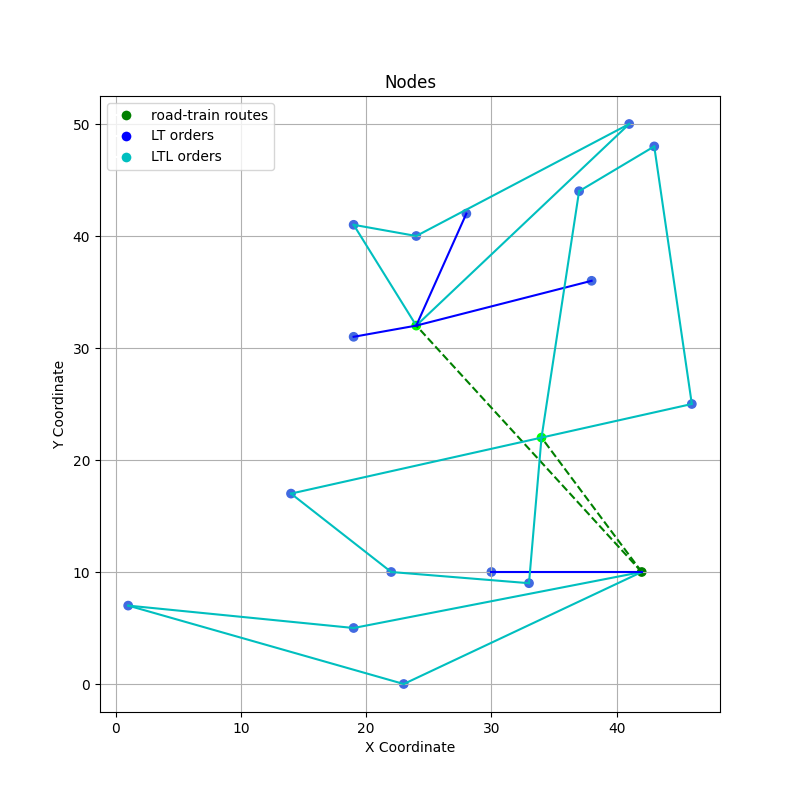 Nodes
road-train routes
LT orders
LTL orders
50
40
30
20
10
0
Y Coordinate
0 10 20 30 40
X Coordinate